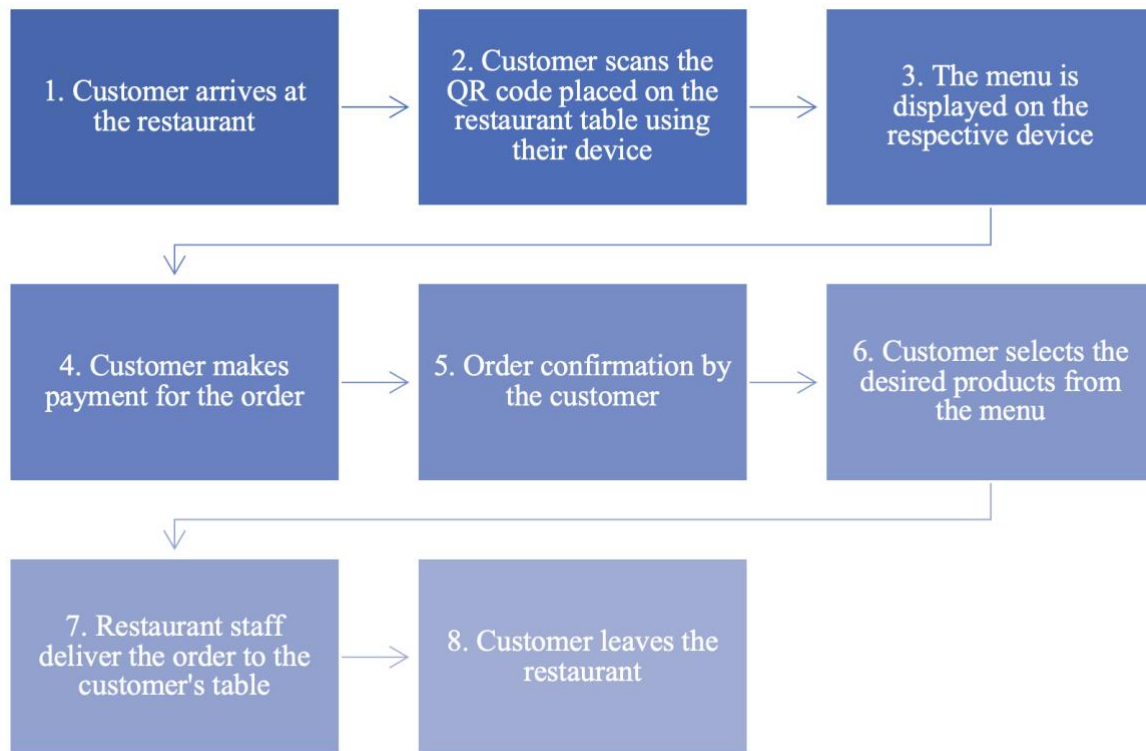 1. Customer arrives at
the restaurant
2. Customer scans the
QR code placed on the
restaurant table using
their device
3. The menu is
displayed on the
respective device
4. Customer makes
payment for the order
5. Order confirmation by
the customer
6. Customer selects the
desired products from
the menu
7. Restaurant staff
deliver the order to the
customer's table
8. Customer leaves the
restaurant